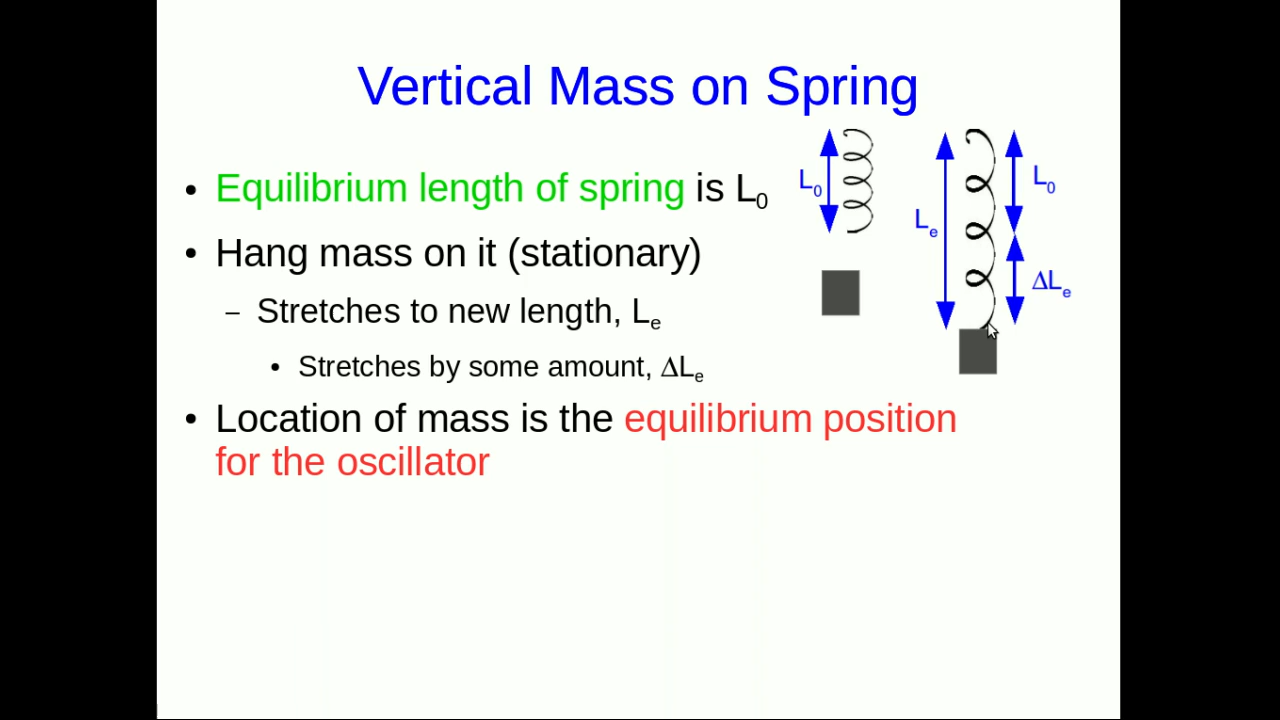 Vertical Mass on Spring
• Equilibrium length of spring is L₀
• Hang mass on it (stationary)
– Stretches to new length, Lₑ
• Stretches by some amount, ΔLₑ
• Location of mass is the equilibrium position
for the oscillator
L₀
Lₑ
L₀
ΔLₑ